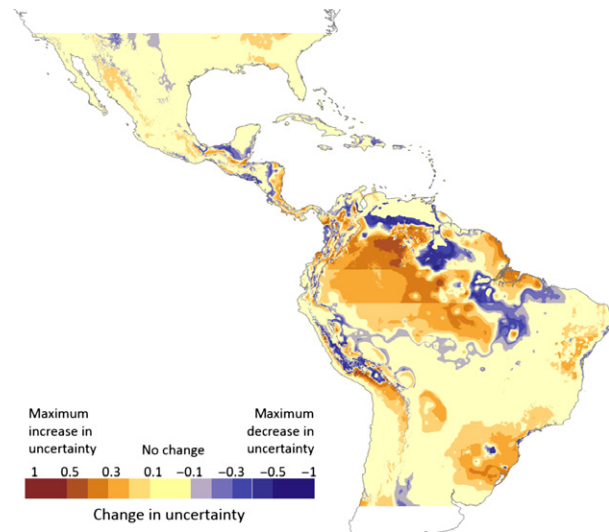 Maximum increase in uncertainty
No change
Maximum decrease in uncertainty
1 0.5 0.3 0.1 −0.1 −0.3 −0.5 −1
Change in uncertainty